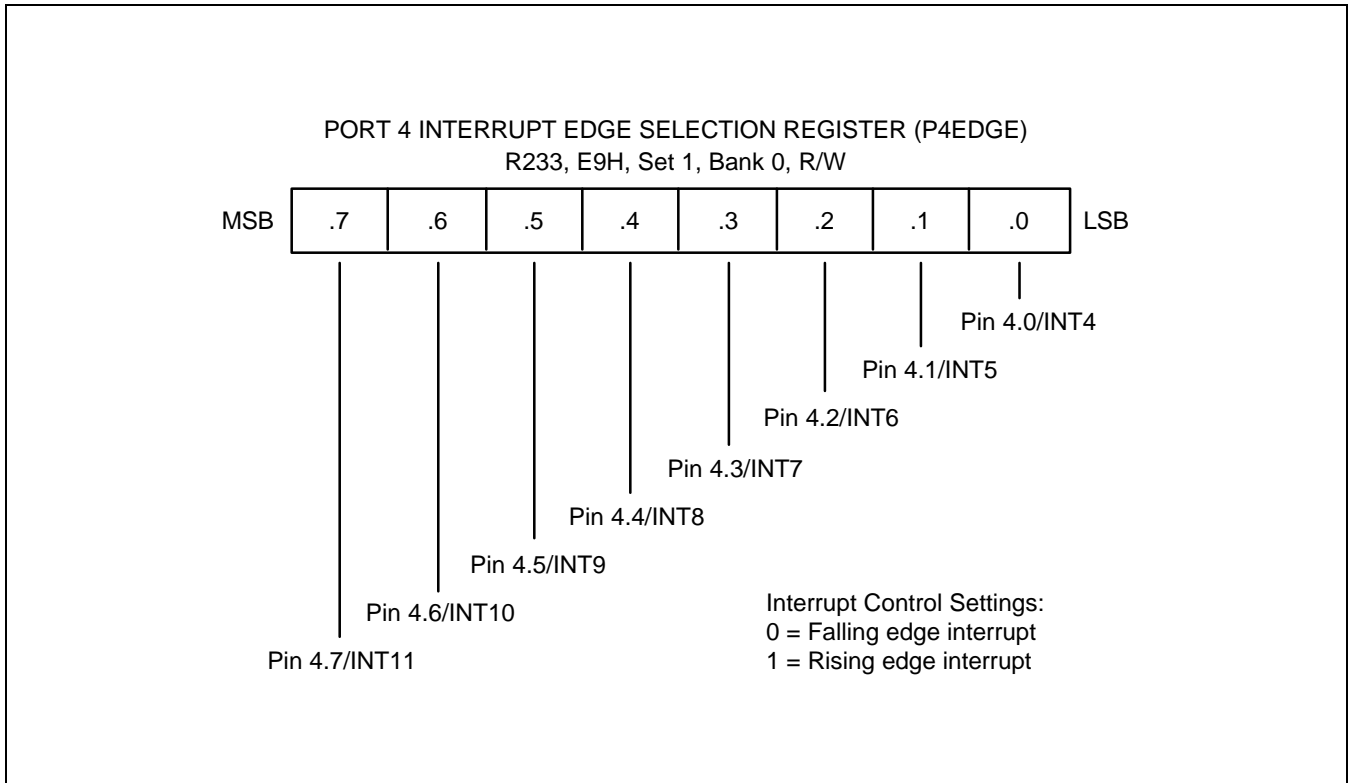 PORT 4 INTERRUPT EDGE SELECTION REGISTER (P4EDGE)
R233, E9H, Set 1, Bank 0, R/W
MSB .7 .6 .5 .4 .3 .2 .1 .0 LSB
Pin 4.0/INT4
Pin 4.1/INT5
Pin 4.2/INT6
Pin 4.3/INT7
Pin 4.4/INT8
Pin 4.5/INT9
Pin 4.6/INT10
Pin 4.7/INT11
Interrupt Control Settings:
0 = Falling edge interrupt
1 = Rising edge interrupt